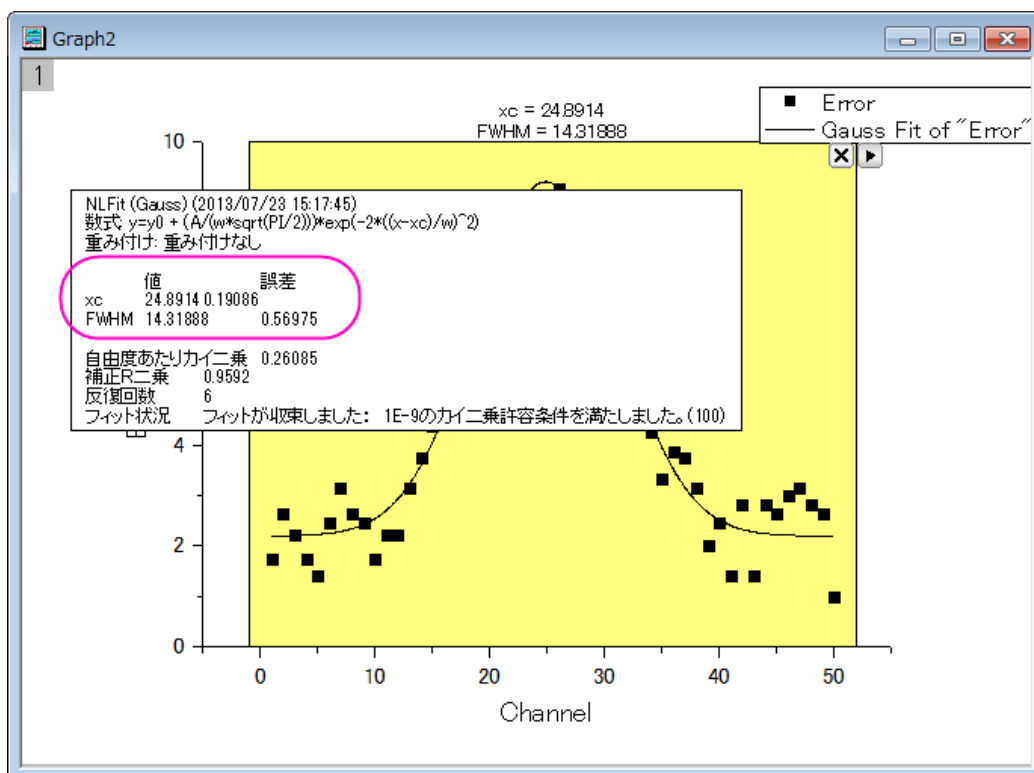 Graph2
1
xc = 24.8914
FWHM = 14.31888
Error
Gauss Fit of "Error"
10
NLFit (Gauss) (2013/07/23 15:17:45)
数式: y=y0 + (A/(w*sqrt(PI/2)))*exp(-2*((x-xc)/w)^2)
重み付け: 重み付けなし
値 誤差
xc 24.8914 0.19086
FWHM 14.31888 0.56975
自由度あたりカイ二乗 0.26085
補正R二乗 0.9592
反復回数 6
フィット状況 フィットが収束しました: 1E-9のカイ二乗許容条件を満たしました。(100)
4
2
0
0 10 20 30 40 50
Channel